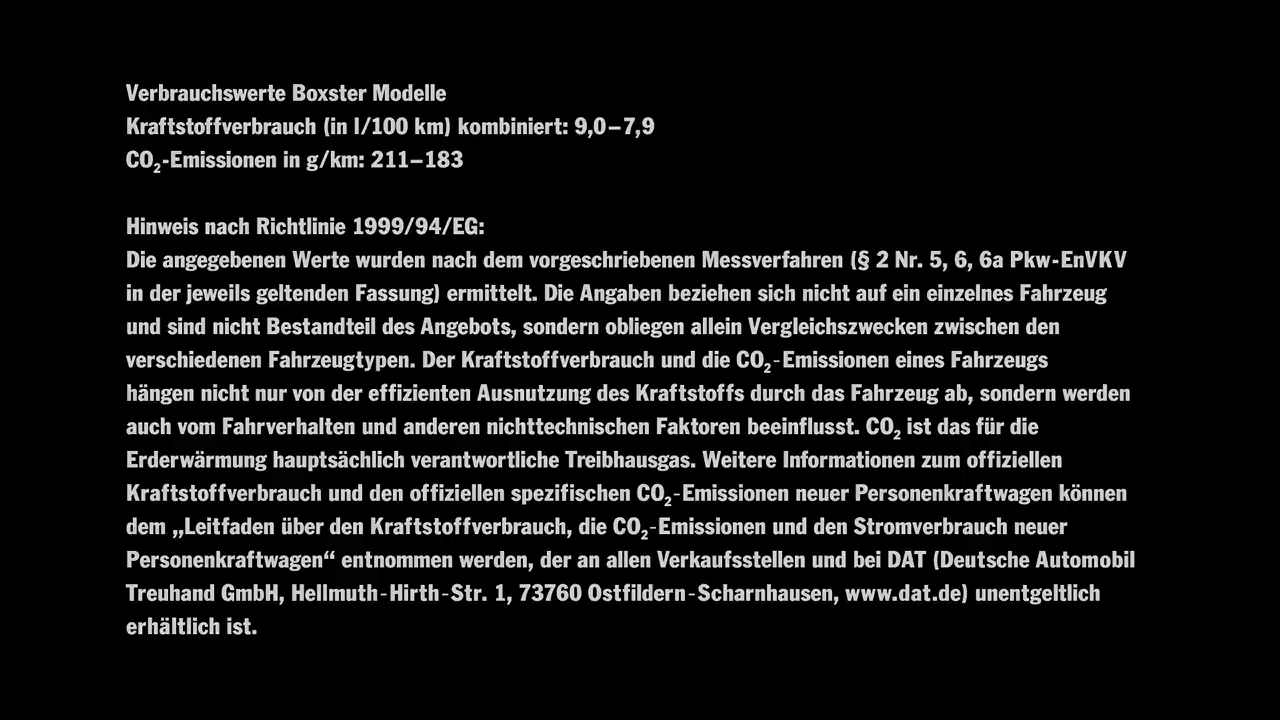 Verbrauchswerte Boxster Modelle
Kraftstoffverbrauch (in l/100 km) kombiniert: 9,0–7,9
CO₂-Emissionen in g/km: 211–183
Hinweis nach Richtlinie 1999/94/EG:
Die angegebenen Werte wurden nach dem vorgeschriebenen Messverfahren (§ 2 Nr. 5, 6, 6a Pkw-EnVKV
in der jeweils geltenden Fassung) ermittelt. Die Angaben beziehen sich nicht auf ein einzelnes Fahrzeug
und sind nicht Bestandteil des Angebots, sondern obliegen allein Vergleichszwecken zwischen den
verschiedenen Fahrzeugtypen. Der Kraftstoffverbrauch und die CO₂-Emissionen eines Fahrzeugs
hängen nicht nur von der effizienten Ausnutzung des Kraftstoffs durch das Fahrzeug ab, sondern werden
auch vom Fahrverhalten und anderen nichttechnischen Faktoren beeinflusst. CO₂ ist das für die
Erderwärmung hauptsächlich verantwortliche Treibhausgas. Weitere Informationen zum offiziellen
Kraftstoffverbrauch und den offiziellen spezifischen CO₂-Emissionen neuer Personenkraftwagen können
dem „Leitfaden über den Kraftstoffverbrauch, die CO₂-Emissionen und den Stromverbrauch neuer
Personenkraftwagen“ entnommen werden, der an allen Verkaufsstellen und bei DAT (Deutsche Automobil
Treuhand GmbH, Hellmuth-Hirth-Str. 1, 73760 Ostfildern-Scharnhausen, www.dat.de) unentgeltlich
erhältlich ist.